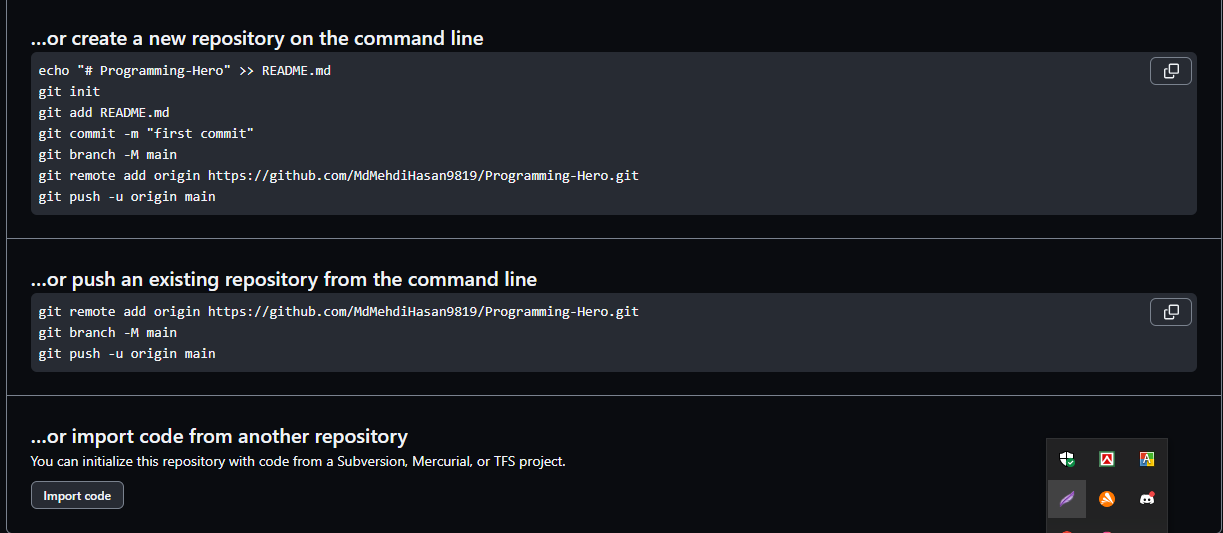 ...or create a new repository on the command line
echo "# Programming-Hero" >> README.md
git init
git add README.md
git commit -m "first commit"
git branch -M main
git remote add origin https://github.com/MdMehdiHasan9819/Programming-Hero.git
git push -u origin main
...or push an existing repository from the command line
git remote add origin https://github.com/MdMehdiHasan9819/Programming-Hero.git
git branch -M main
git push -u origin main
...or import code from another repository
You can initialize this repository with code from a Subversion, Mercurial, or TFS project.
Import code